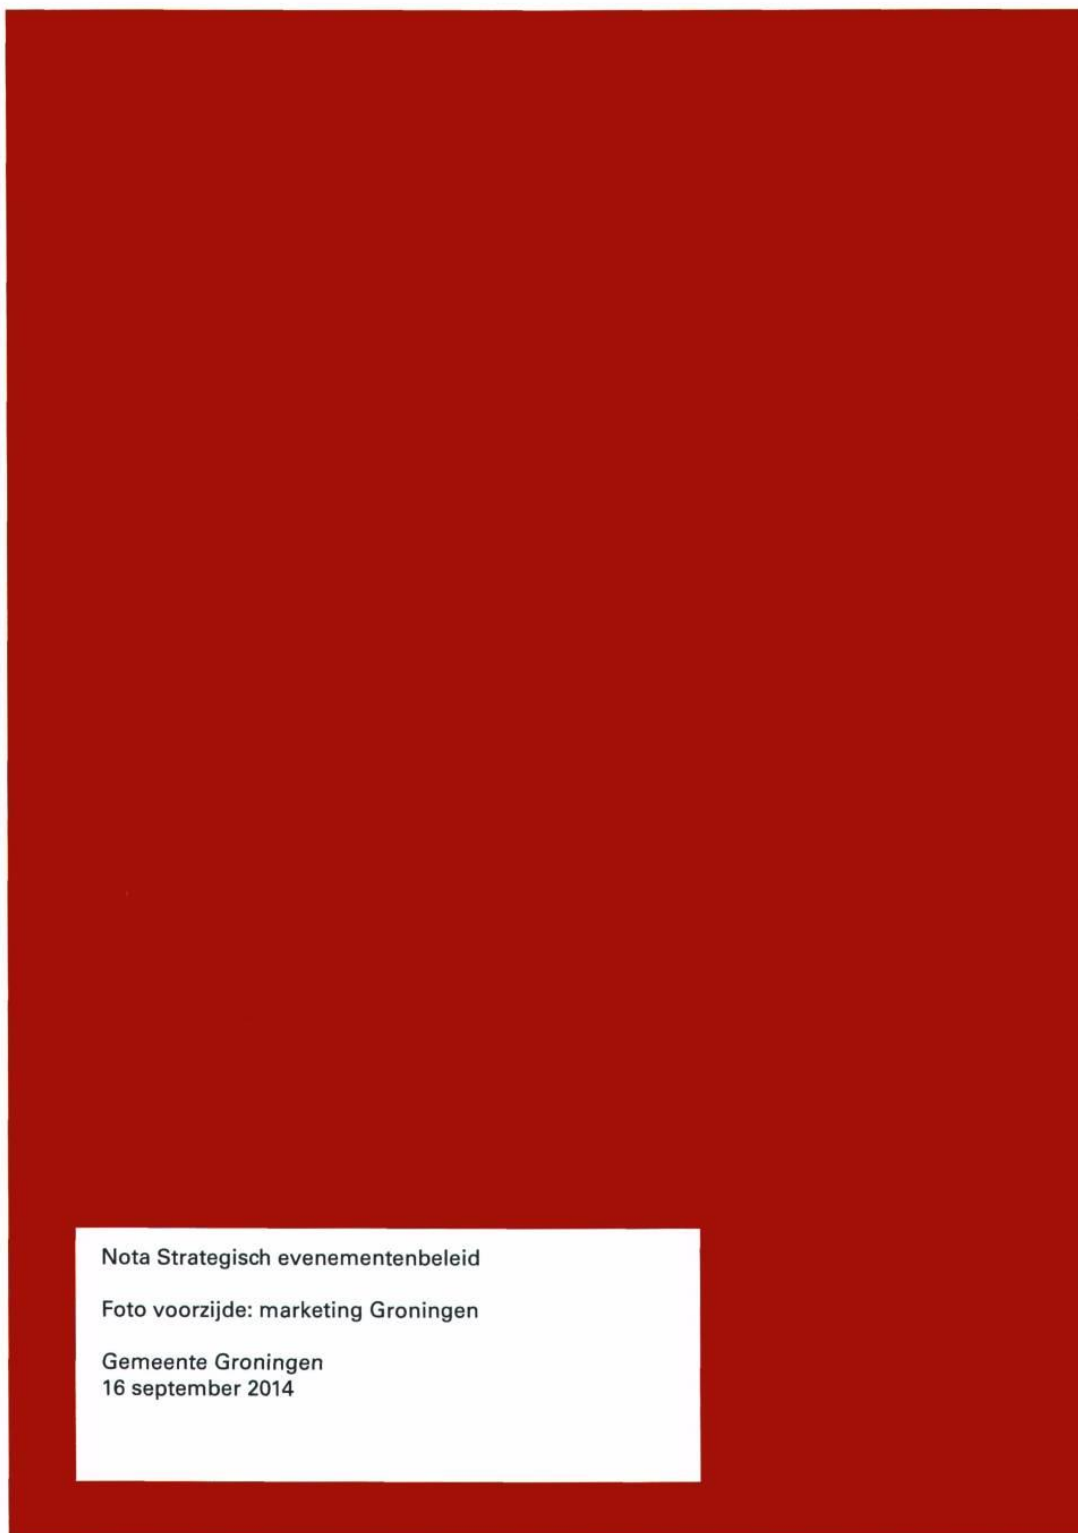 Nota Strategisch evenementenbeleid
Foto voorzijde: marketing Groningen
Gemeente Groningen
16 september 2014